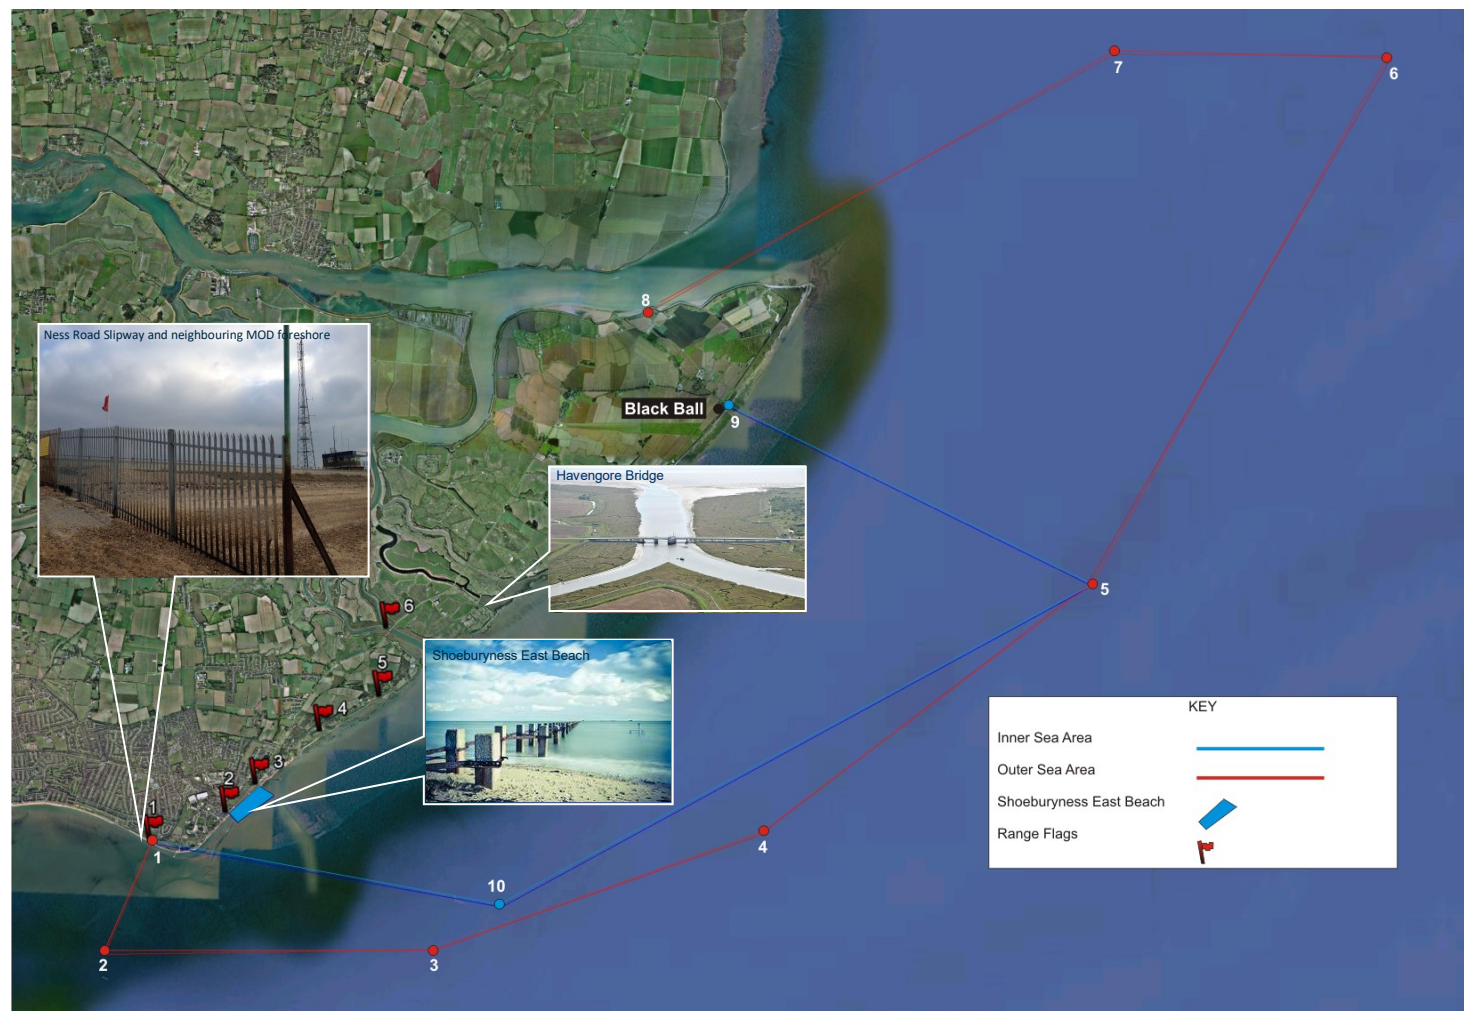 7
6
8
Ness Road Slipway and neighbouring MOD foreshore
Black Ball
9
Havengore Bridge
5
6
Shoeburyness East Beach
5
4
3
2
1
1
10
4
2
3
KEY
Inner Sea Area
Outer Sea Area
Shoeburyness East Beach
Range Flags